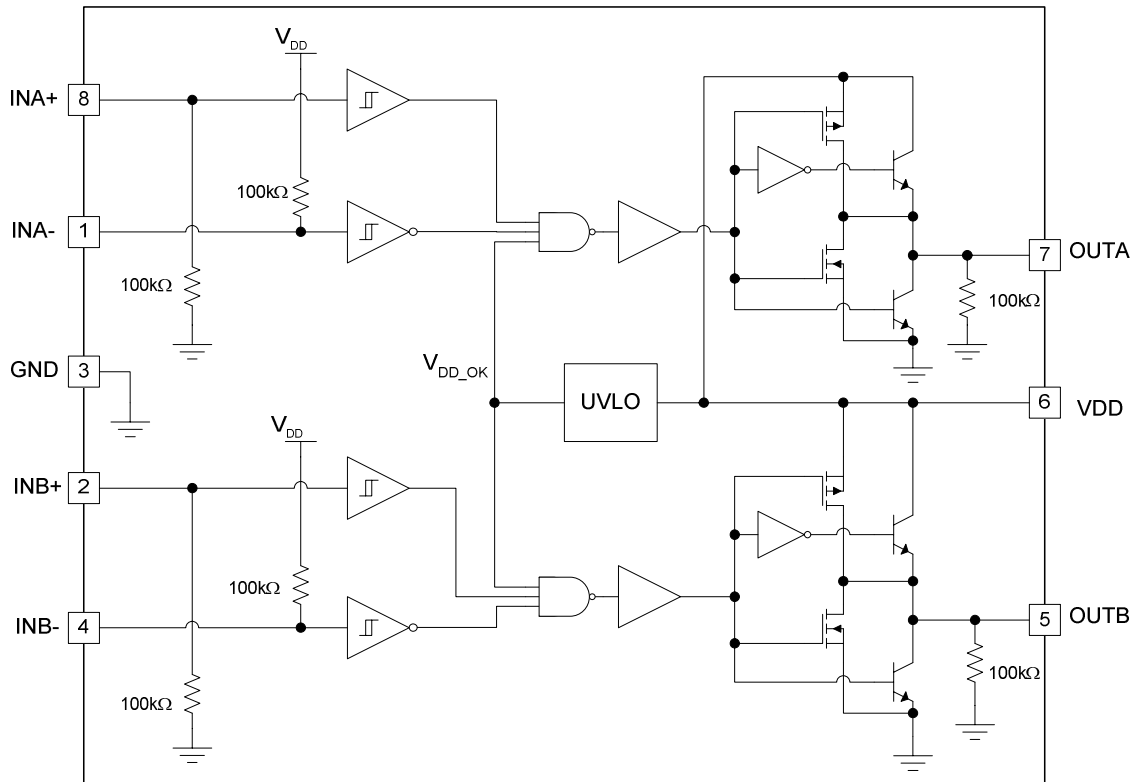 V_DD
INA+ 8
100kΩ
INA- 1
100kΩ
7 OUTA
100kΩ
GND 3
V_DD_OK
UVLO
6 VDD
V_DD
INB+ 2
100kΩ
INB- 4
5 OUTB
100kΩ
100kΩ